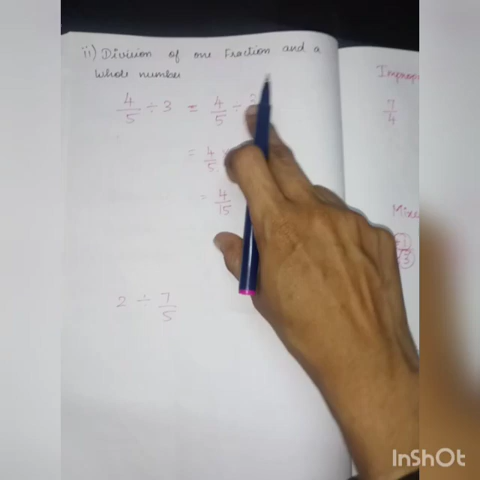 ii) Division of one Fraction and a
Whole number
4/5 ÷ 3 = 4/5 ÷
= 4/5
= 4/15
2 ÷ 7/5
7/4
InShOt